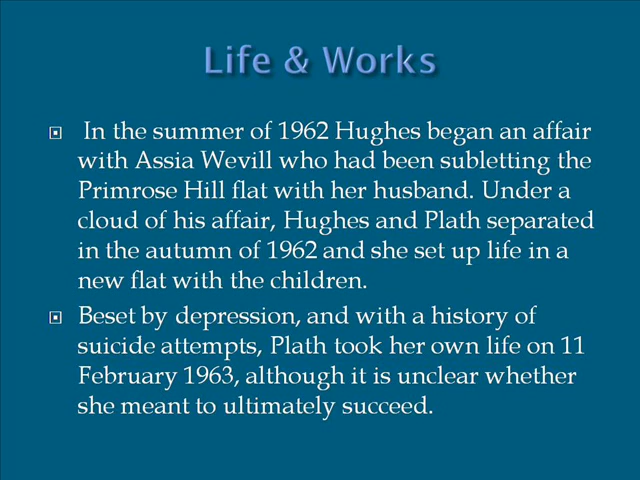 Life & Works
In the summer of 1962 Hughes began an affair
with Assia Wevill who had been subletting the
Primrose Hill flat with her husband. Under a
cloud of his affair, Hughes and Plath separated
in the autumn of 1962 and she set up life in a
new flat with the children.
Beset by depression, and with a history of
suicide attempts, Plath took her own life on 11
February 1963, although it is unclear whether
she meant to ultimately succeed.